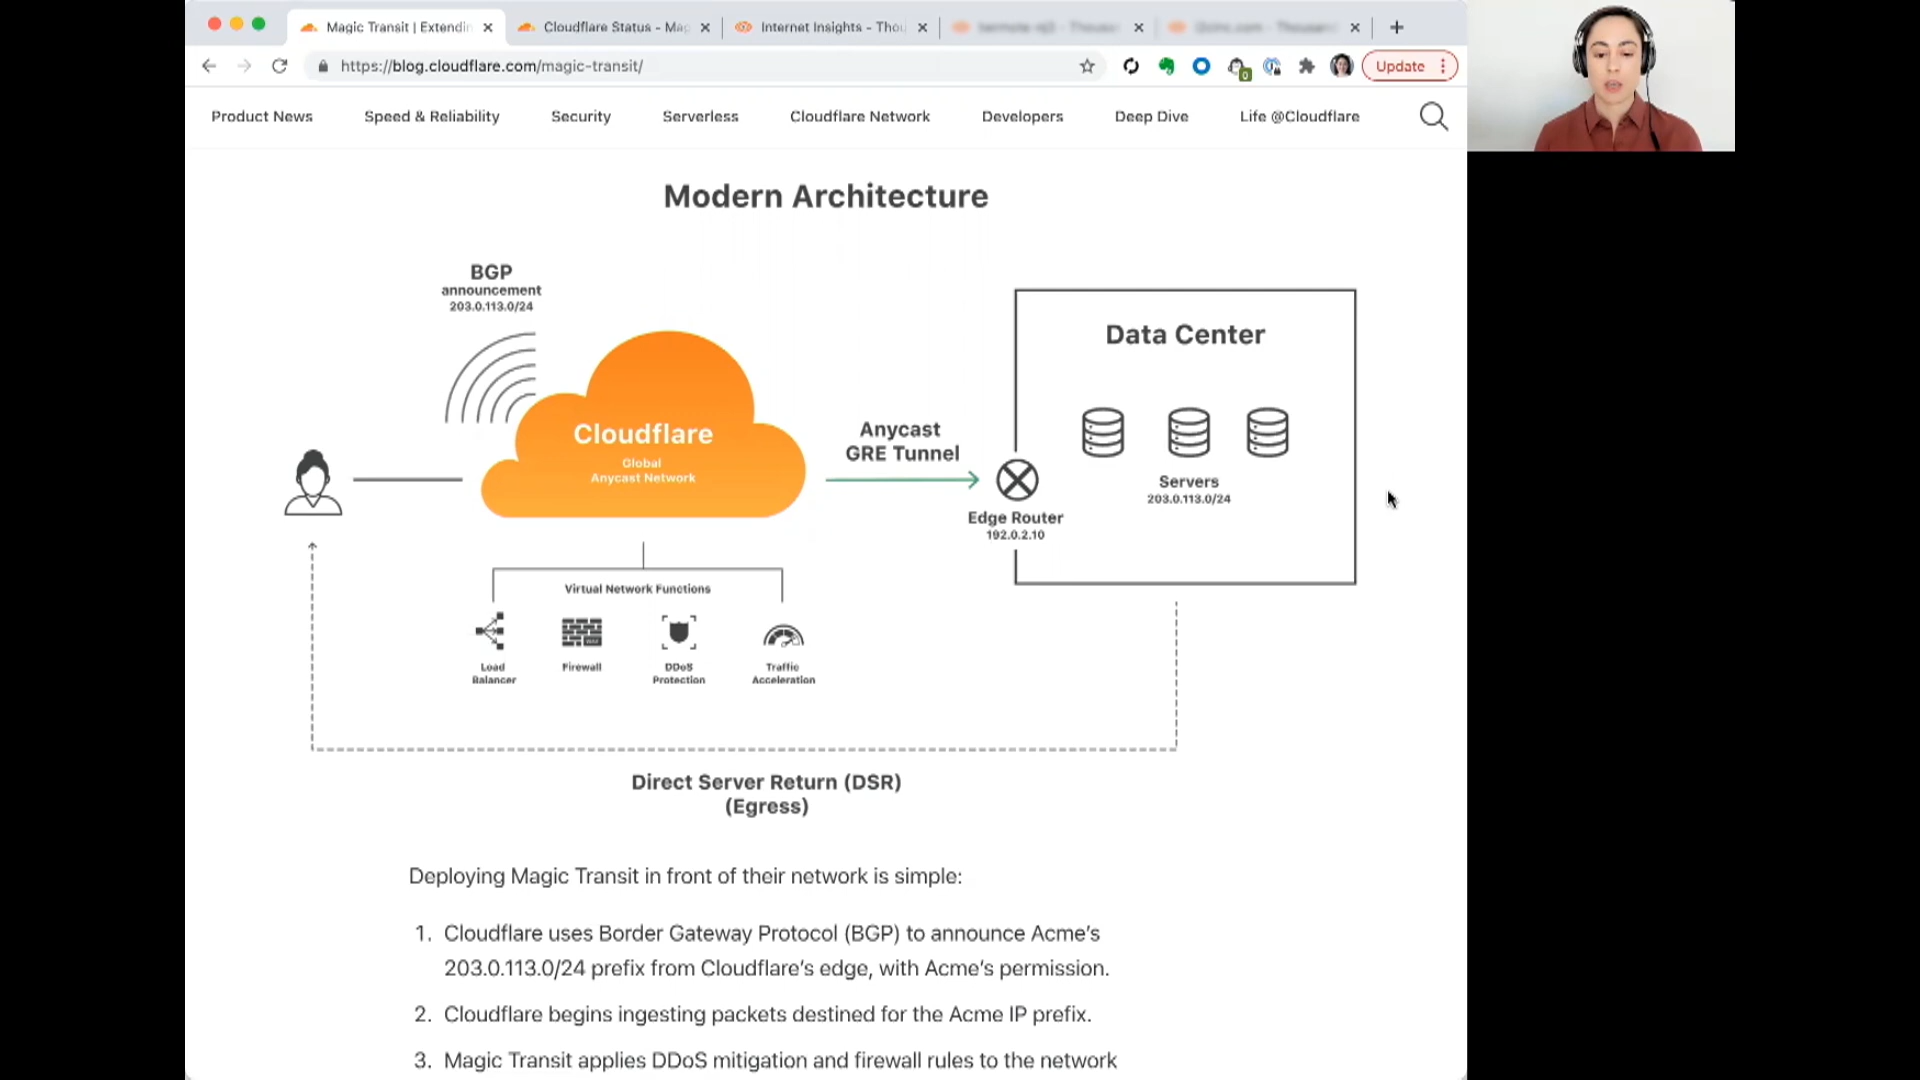 Magic Transit | Extendin
Cloudflare Status - Mag
Internet Insights - Thou
https://blog.cloudflare.com/magic-transit/
0
Update
Product News
Speed & Reliability
Security
Serverless
Cloudflare Network
Developers
Deep Dive
Life @Cloudflare
Modern Architecture
BGP
announcement
203.0.113.0/24
Cloudflare
Global
Anycast Network
Anycast
GRE Tunnel
Data Center
Servers
203.0.113.0/24
Edge Router
192.0.2.10
Virtual Network Functions
Load
Balancer
Firewall
DDoS
Protection
Traffic
Acceleration
Direct Server Return (DSR)
(Egress)
Deploying Magic Transit in front of their network is simple:
1. Cloudflare uses Border Gateway Protocol (BGP) to announce Acme’s
203.0.113.0/24 prefix from Cloudflare’s edge, with Acme’s permission.
2. Cloudflare begins ingesting packets destined for the Acme IP prefix.
3. Magic Transit applies DDoS mitigation and firewall rules to the network